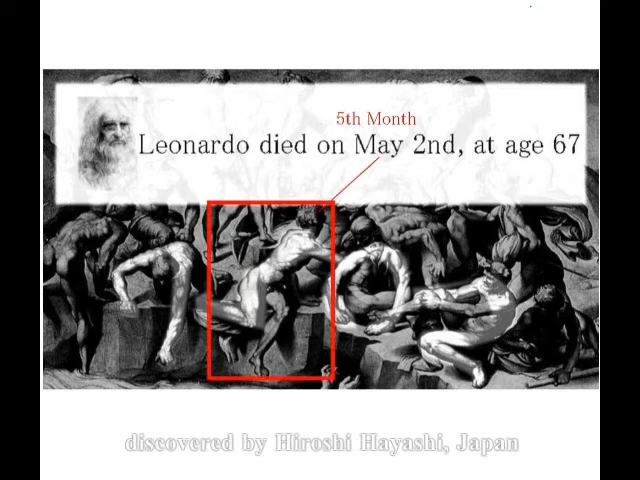 5th Month
Leonardo died on May 2nd, at age 67
discovered by Hiroshi Hayashi, Japan